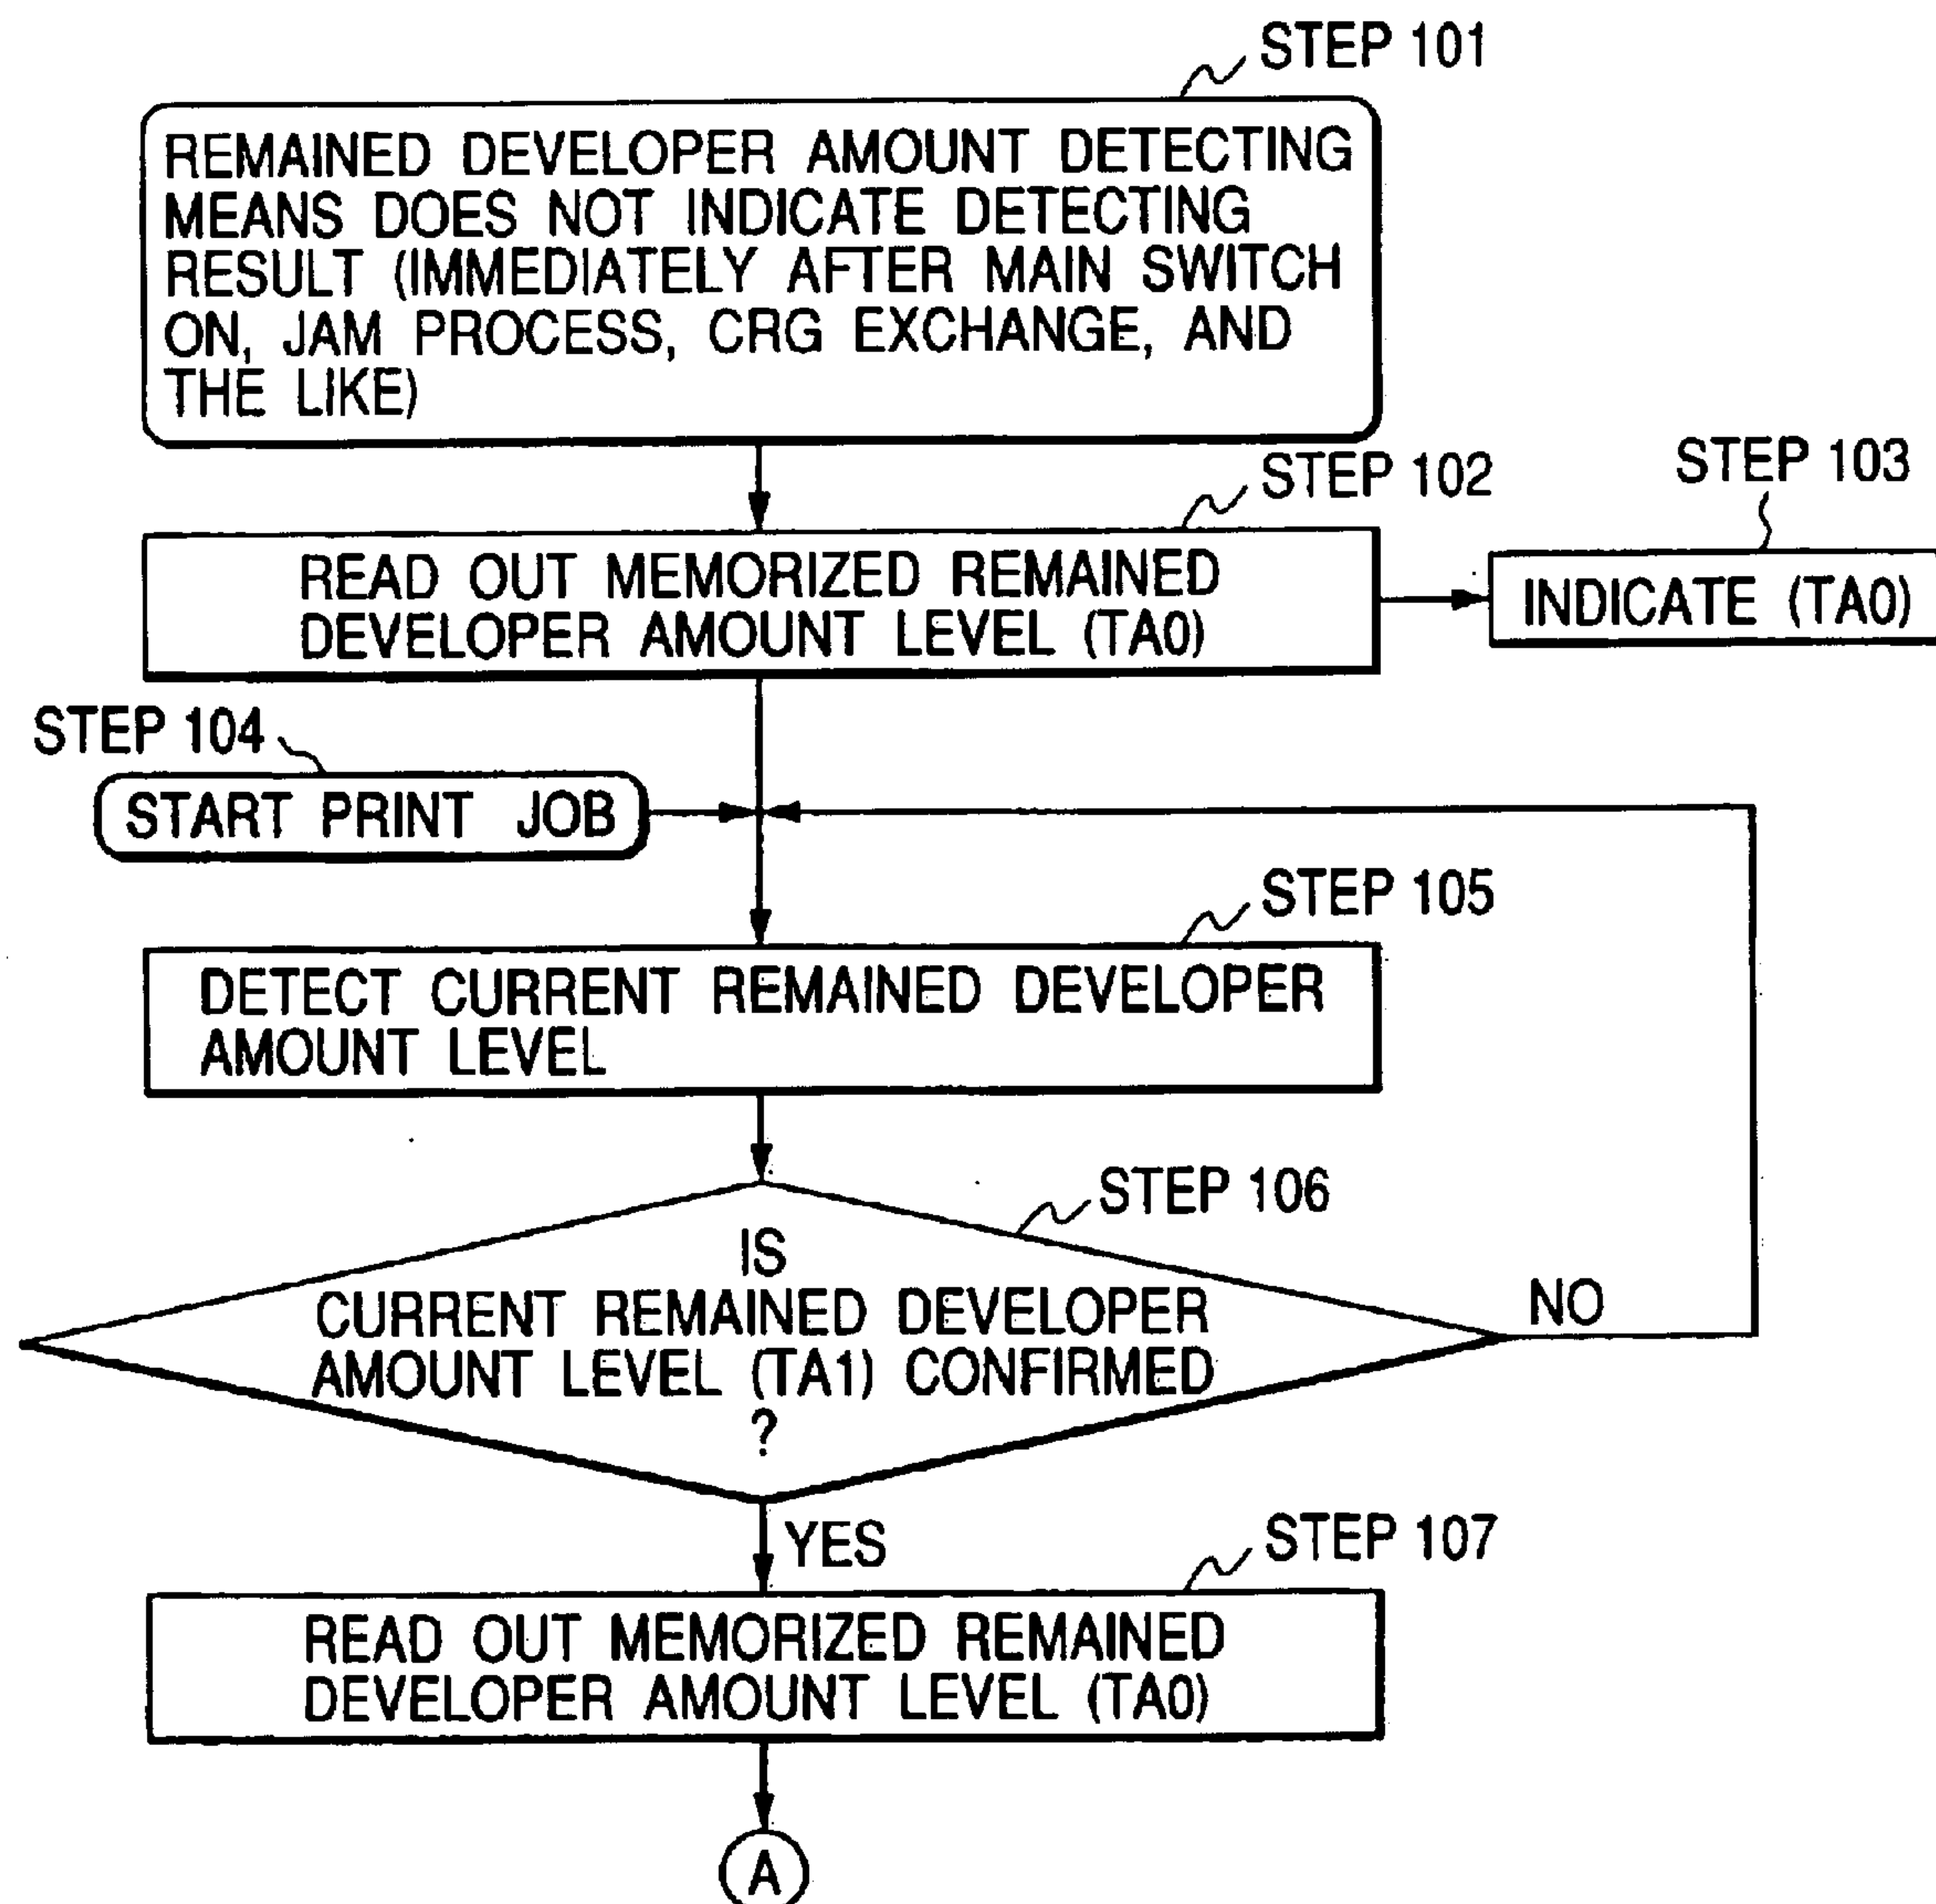 STEP 101
REMAINED DEVELOPER AMOUNT DETECTING
MEANS DOES NOT INDICATE DETECTING
RESULT (IMMEDIATELY AFTER MAIN SWITCH
ON, JAM PROCESS, CRG EXCHANGE, AND
THE LIKE)
STEP 102
READ OUT MEMORIZED REMAINED
DEVELOPER AMOUNT LEVEL (TA0)
STEP 103
INDICATE (TA0)
STEP 104
START PRINT JOB
STEP 105
DETECT CURRENT REMAINED DEVELOPER
AMOUNT LEVEL
STEP 106
IS
CURRENT REMAINED DEVELOPER
AMOUNT LEVEL (TA1) CONFIRMED
?
NO
YES
STEP 107
READ OUT MEMORIZED REMAINED
DEVELOPER AMOUNT LEVEL (TA0)
A